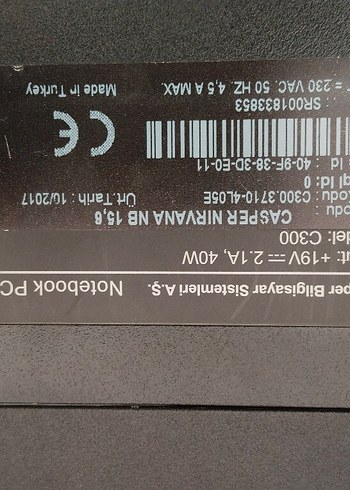 per Bilgisayar Sistemleri A.Ş. Notebook PC
ut: +19V ⎓ 2.1A, 40W
del: C300
odu : CASPER NIRVANA NB 15,6
odu : C300.3710-4L05E Ürt.Tarih : 10/2017
ql Id : 0:
Id : 40-9F-38-3D-E0-11
CE
: SR001833853
= 230 VAC. 50 HZ. 4,5 A MAX. Made in Turkey